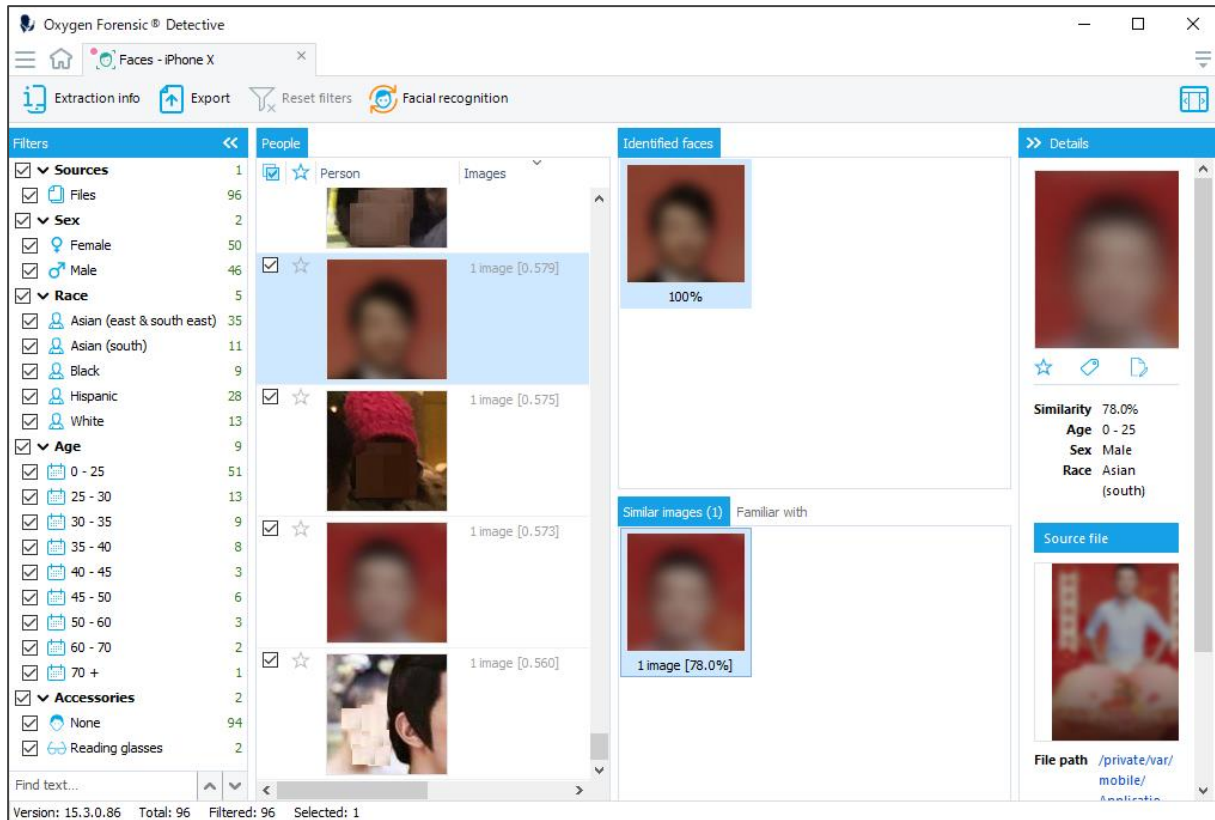 Oxygen Forensic® Detective
Faces - iPhone X
Extraction info
Export
Reset filters
Facial recognition
Filters
Sources 1
Files 96
Sex 2
Female 50
Male 46
Race 5
Asian (east & south east) 35
Asian (south) 11
Black 9
Hispanic 28
White 13
Age 9
0 - 25 51
25 - 30 13
30 - 35 9
35 - 40 8
40 - 45 3
45 - 50 6
50 - 60 3
60 - 70 2
70 + 1
Accessories 2
None 94
Reading glasses 2
Find text...
People
Person Images
1 image [0.579]
1 image [0.575]
1 image [0.573]
1 image [0.560]
Identified faces
100%
Similar images (1) Familiar with
1 image [78.0%]
Details
Similarity 78.0%
Age 0 - 25
Sex Male
Race Asian
(south)
Source file
File path /private/var/
mobile/
Version: 15.3.0.86 Total: 96 Filtered: 96 Selected: 1